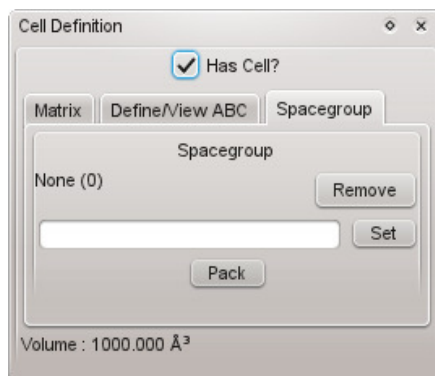 Cell Definition
Has Cell?
Matrix Define/View ABC Spacegroup
Spacegroup
None (0)
Remove
Set
Pack
Volume : 1000.000 Å³